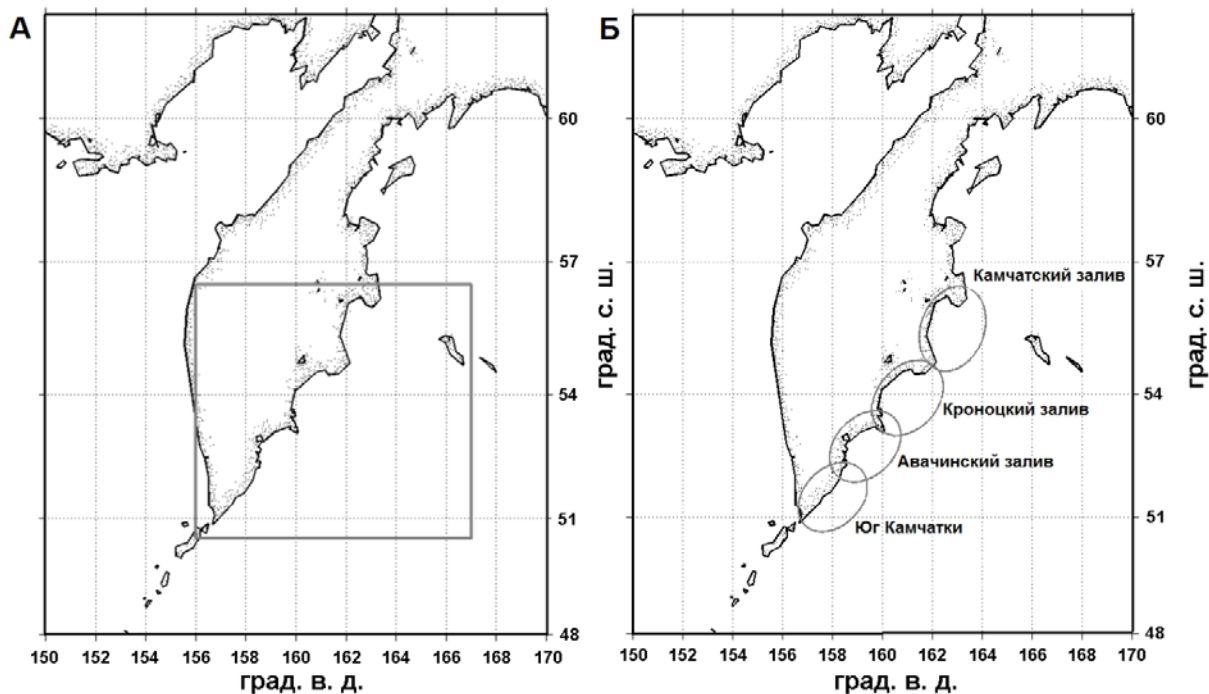 А
Б
60
57
54
51
48
град. с. ш.
150 152 154 156 158 160 162 164 166 168 170
град. в. д.
Камчатский залив
Кроноцкий залив
Авачинский залив
Юг Камчатки
60
57
54
51
48
град. с. ш.
150 152 154 156 158 160 162 164 166 168 170
град. в. д.